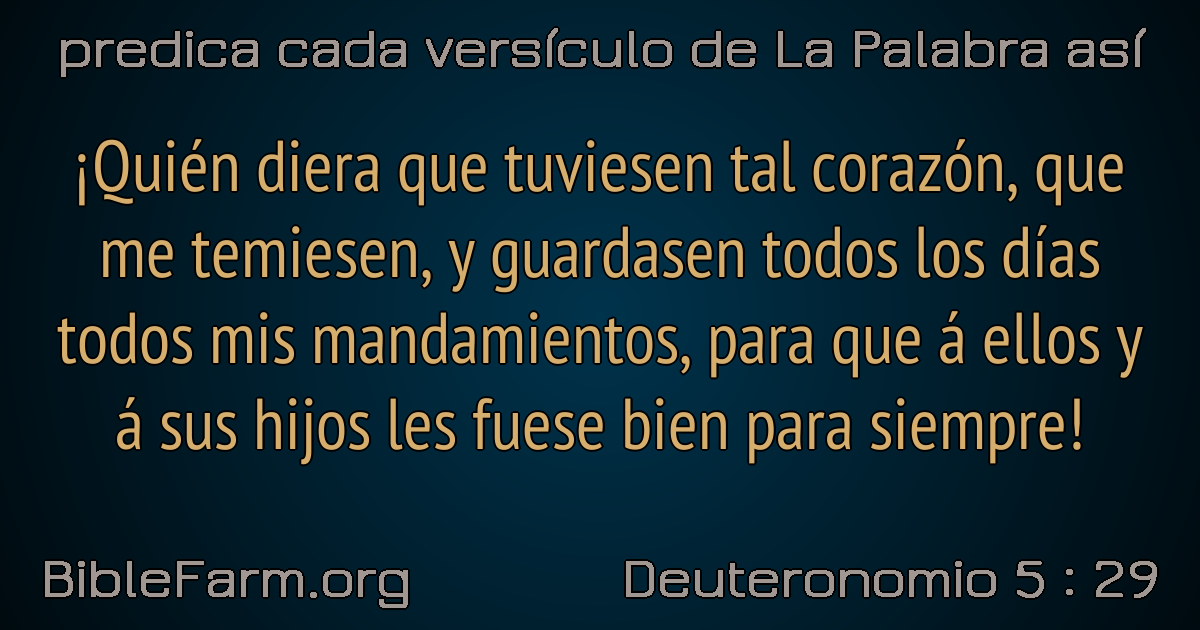 predica cada versículo de La Palabra así
¡Quién diera que tuviesen tal corazón, que
me temiesen, y guardasen todos los días
todos mis mandamientos, para que á ellos y
á sus hijos les fuese bien para siempre!
BibleFarm.org
Deuteronomio 5 : 29